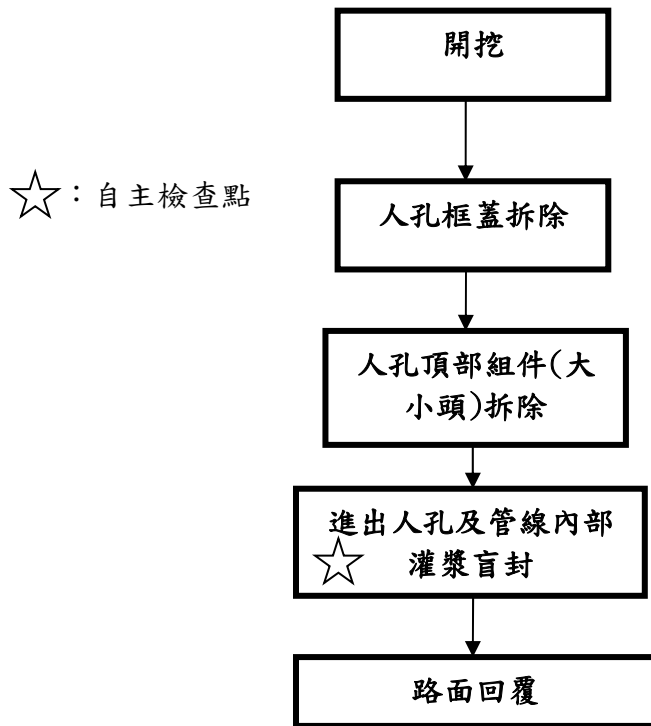 開挖
☆：自主檢查點
人孔框蓋拆除
人孔頂部組件(大
小頭)拆除
進出人孔及管線內部
☆ 灌漿盲封
路面回覆